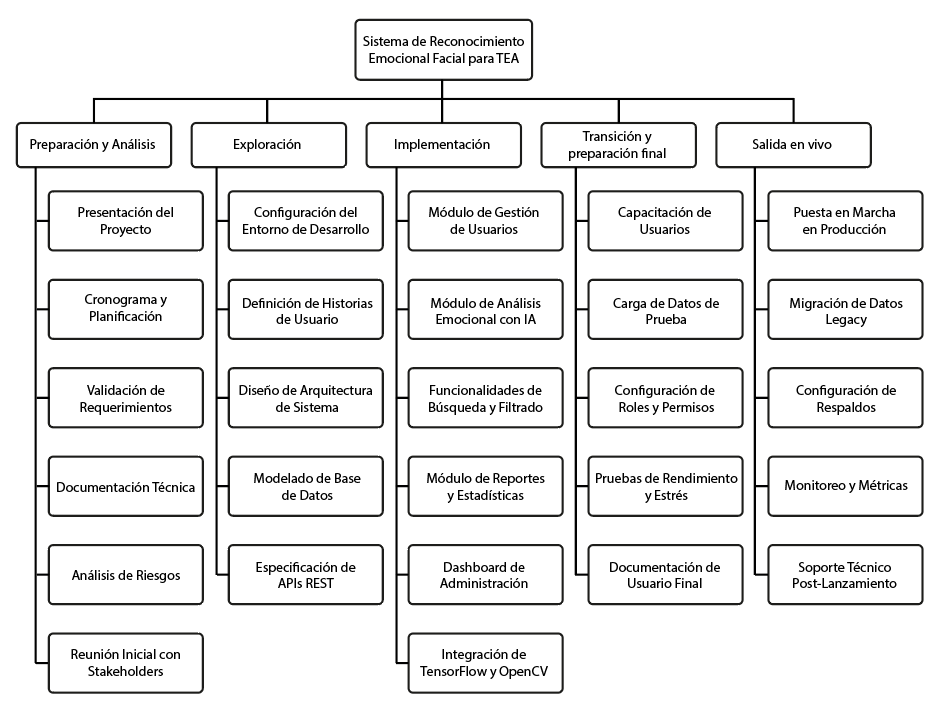 Sistema de Reconocimiento
Emocional Facial para TEA
Preparación y Análisis
Presentación del
Proyecto
Cronograma y
Planificación
Validación de
Requerimientos
Documentación Técnica
Análisis de Riesgos
Reunión Inicial con
Stakeholders
Exploración
Configuración del
Entorno de Desarrollo
Definición de Historias
de Usuario
Diseño de Arquitectura
de Sistema
Modelado de Base
de Datos
Especificación de
APIs REST
Implementación
Módulo de Gestión
de Usuarios
Módulo de Análisis
Emocional con IA
Funcionalidades de
Búsqueda y Filtrado
Módulo de Reportes
y Estadísticas
Dashboard de
Administración
Integración de
TensorFlow y OpenCV
Transición y
preparación final
Capacitación de
Usuarios
Carga de Datos de
Prueba
Configuración de
Roles y Permisos
Pruebas de Rendimiento
y Estrés
Documentación de
Usuario Final
Salida en vivo
Puesta en Marcha
en Producción
Migración de Datos
Legacy
Configuración de
Respaldos
Monitoreo y Métricas
Soporte Técnico
Post-Lanzamiento